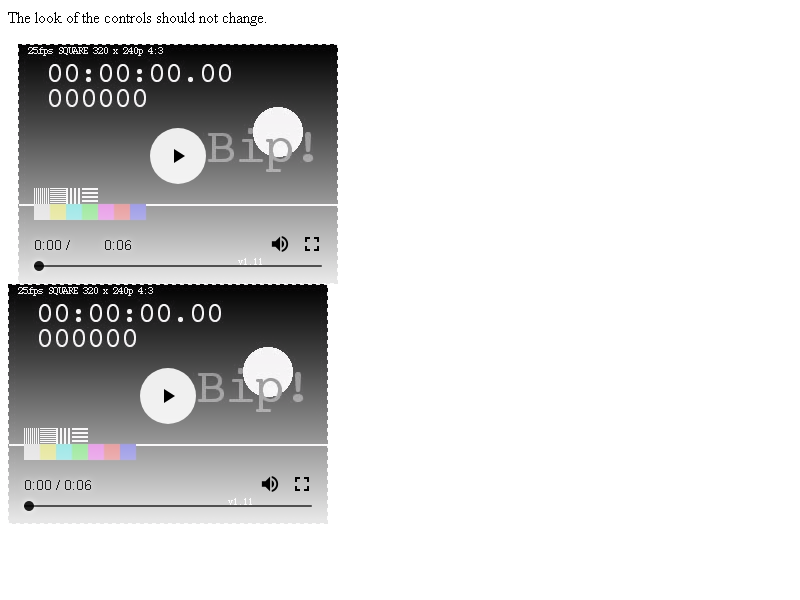 The look of the controls should not change.
25fps SQUARE 320 x 240p 4:3
00:00:00.00
000000
Bip!
0:00 / 0:06
v1.11
25fps SQUARE 320 x 240p 4:3
00:00:00.00
000000
Bip!
0:00 / 0:06
v1.11